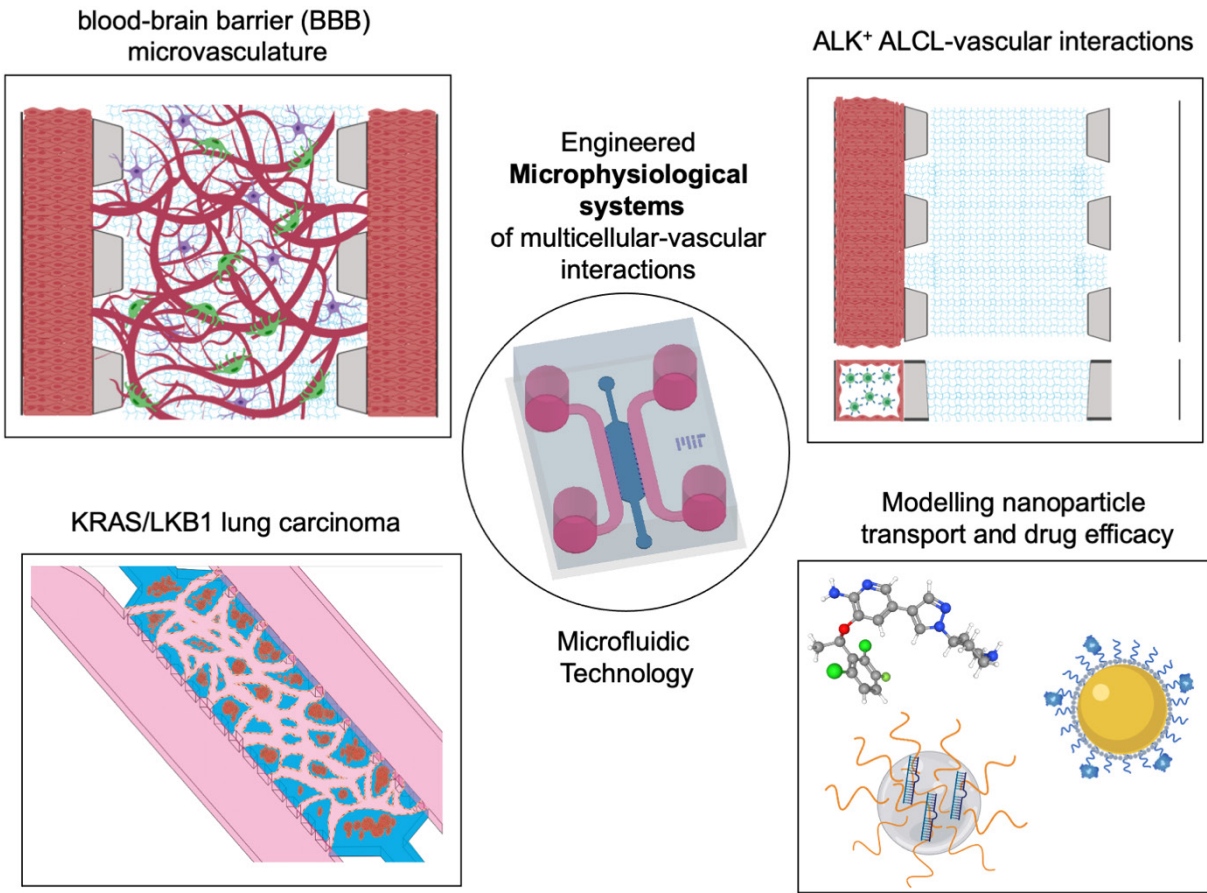 blood-brain barrier (BBB)
microvasculature
ALK⁺ ALCL-vascular interactions
Engineered
Microphysiological
systems
of multicellular-vascular
interactions
MIT
KRAS/LKB1 lung carcinoma
Microfluidic
Technology
Modelling nanoparticle
transport and drug efficacy